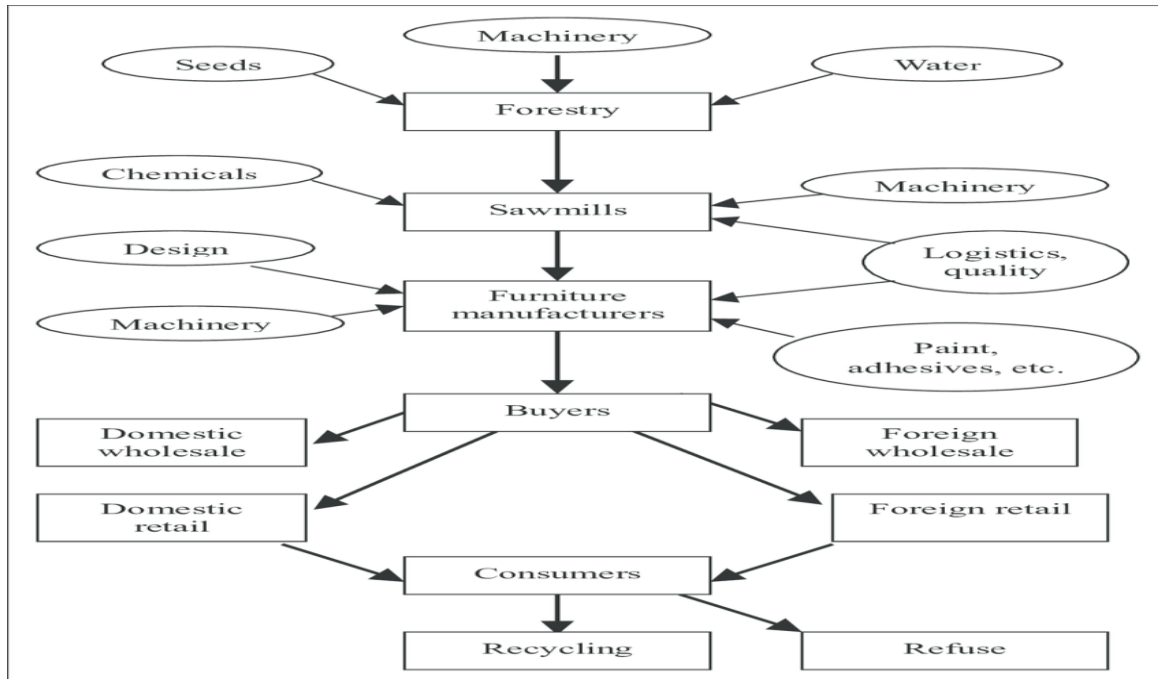 Machinery
Seeds
Water
Forestry
Chemicals
Machinery
Sawmills
Design
Logistics,
quality
Furniture
manufacturers
Machinery
Paint,
adhesives, etc.
Buyers
Domestic
wholesale
Foreign
wholesale
Domestic
retail
Foreign retail
Consumers
Recycling
Refuse